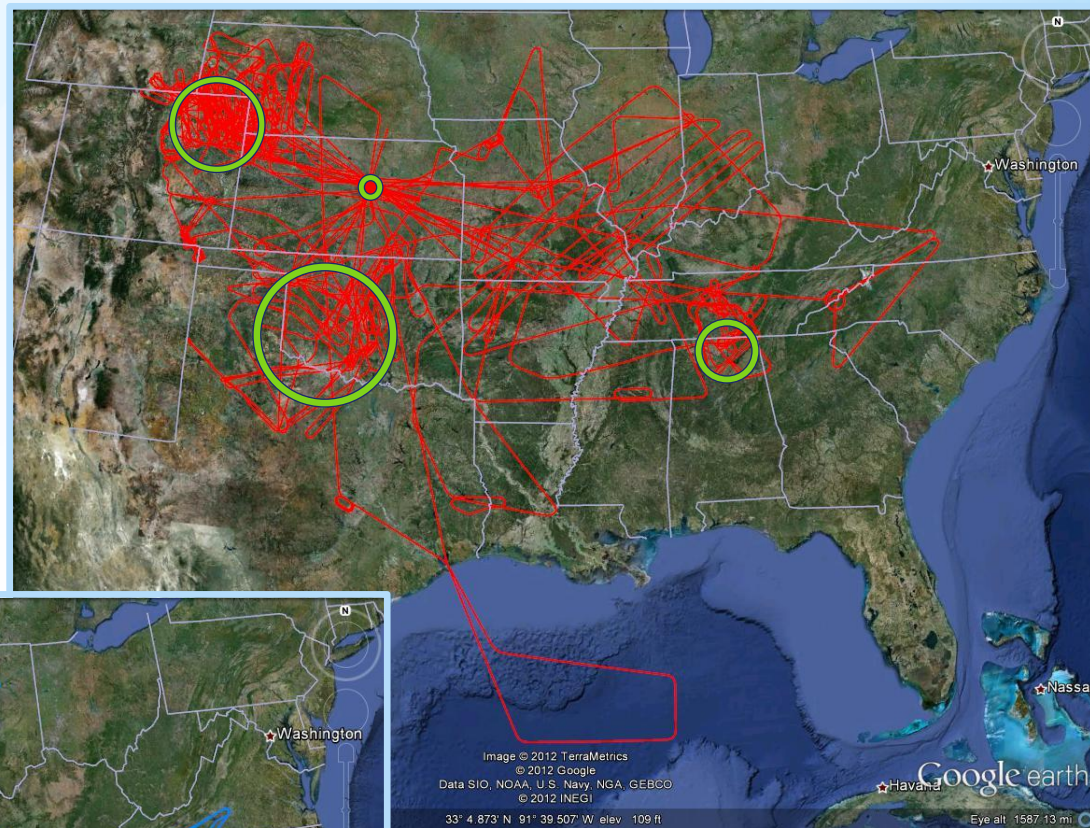 N
Washington
Nassa
Image © 2012 TerraMetrics
© 2012 Google
Data SIO, NOAA, U.S. Navy, NGA, GEBCO
© 2012 INEGI
Havana
Google earth
33° 4.873' N 91° 39.507' W elev 109 ft
Eye alt 1587.13 mi
N
Washington